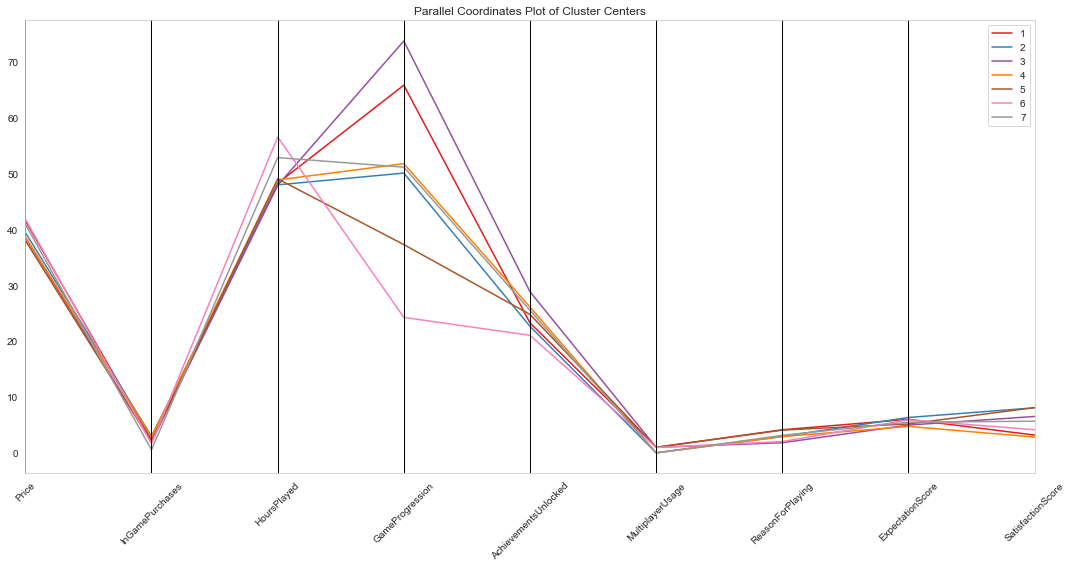 Parallel Coordinates Plot of Cluster Centers
1
2
3
4
5
6
7
70
60
50
40
30
20
10
0
Price
InGamePurchases
HoursPlayed
GameProgression
AchievementsUnlocked
MultiplayerUsage
ReasonForPlaying
ExpectationScore
SatisfactionScore